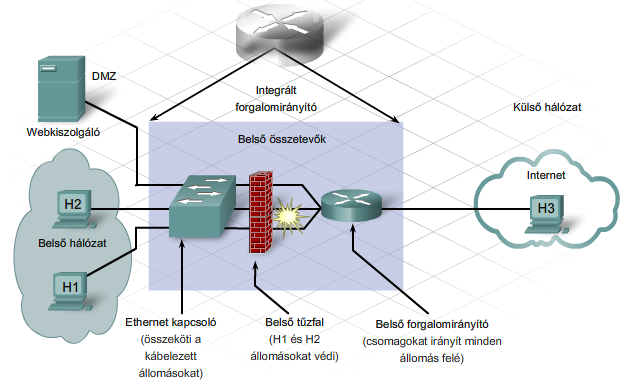 DMZ
Webkiszolgáló
Integrált
forgalomirányító
Külső hálózat
Belső összetevők
Internet
H2
H3
Belső hálózat
H1
Ethernet kapcsoló
(összeköti a
kábelezett
állomásokat)
Belső tűzfal
(H1 és H2
állomásokat védi)
Belső forgalomirányító
(csomagokat irányít minden
állomás felé)